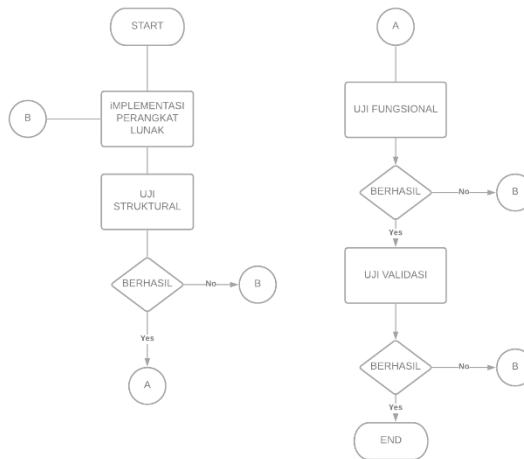 START
B
iMPLEMENTASI
PERANGKAT
LUNAK
UJI
STRUKTURAL
BERHASIL
No
B
Yes
A
A
UJI FUNGSIONAL
BERHASIL
No
B
Yes
UJI VALIDASI
BERHASIL
No
B
Yes
END